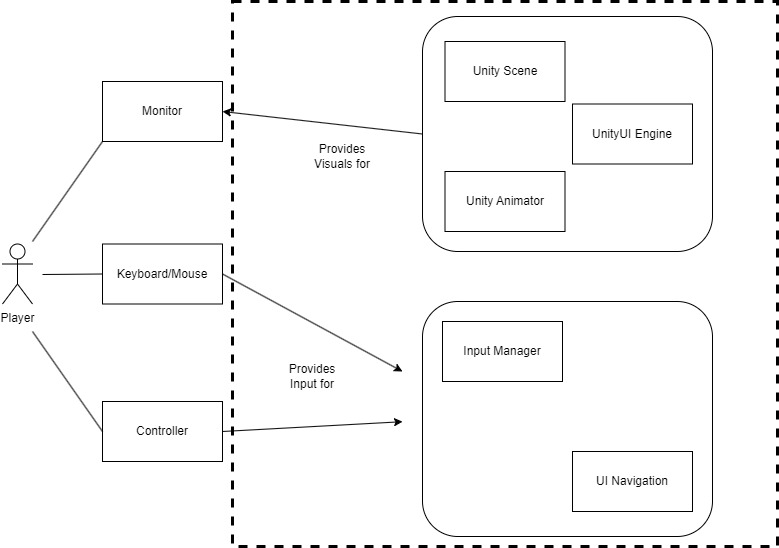 Unity Scene
Monitor
UnityUI Engine
Provides
Visuals for
Unity Animator
Keyboard/Mouse
Player
Input Manager
Provides
Input for
Controller
UI Navigation